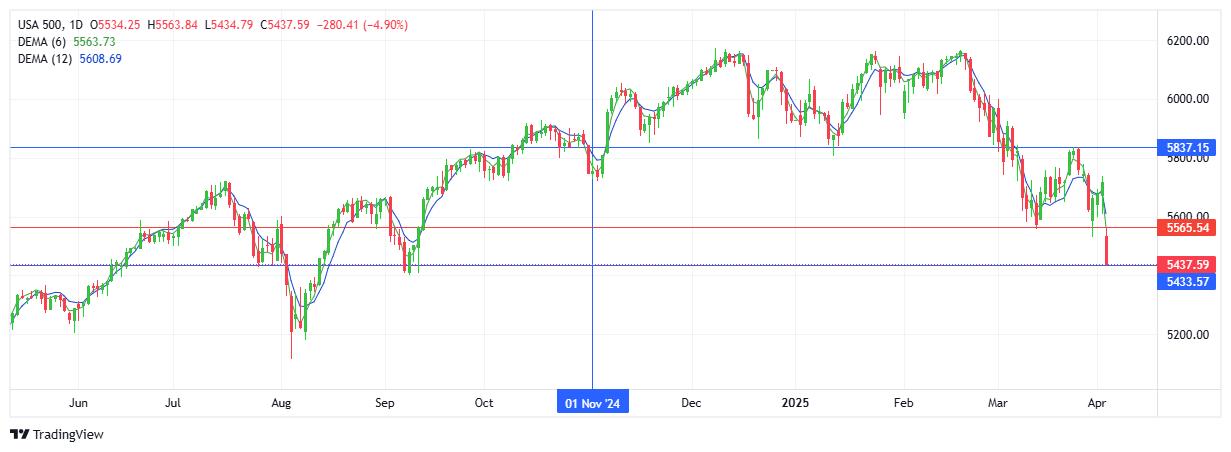 USA 500, 1D O5534.25 H5563.84 L5434.79 C5437.59 −280.41 (−4.90%)
DEMA (6) 5563.73
DEMA (12) 5608.69
6200.00
6000.00
5837.15
5800.00
5600.00
5565.54
5437.59
5433.57
5200.00
Jun Jul Aug Sep Oct 01 Nov '24 Dec 2025 Feb Mar Apr
TradingView